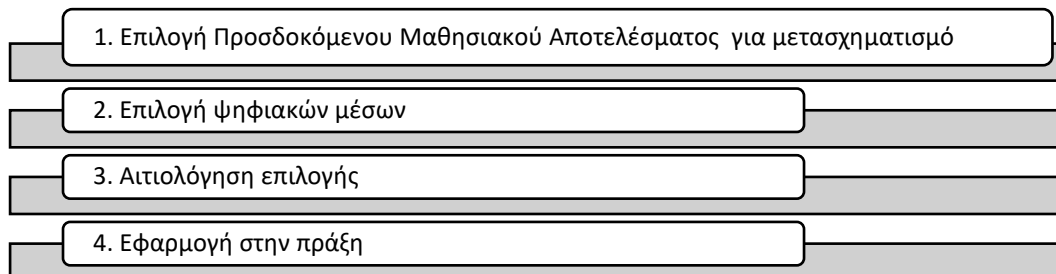 1. Επιλογή Προσδοκόμενου Μαθησιακού Αποτελέσματος για μετασχηματισμό
2. Επιλογή ψηφιακών μέσων
3. Αιτιολόγηση επιλογής
4. Εφαρμογή στην πράξη